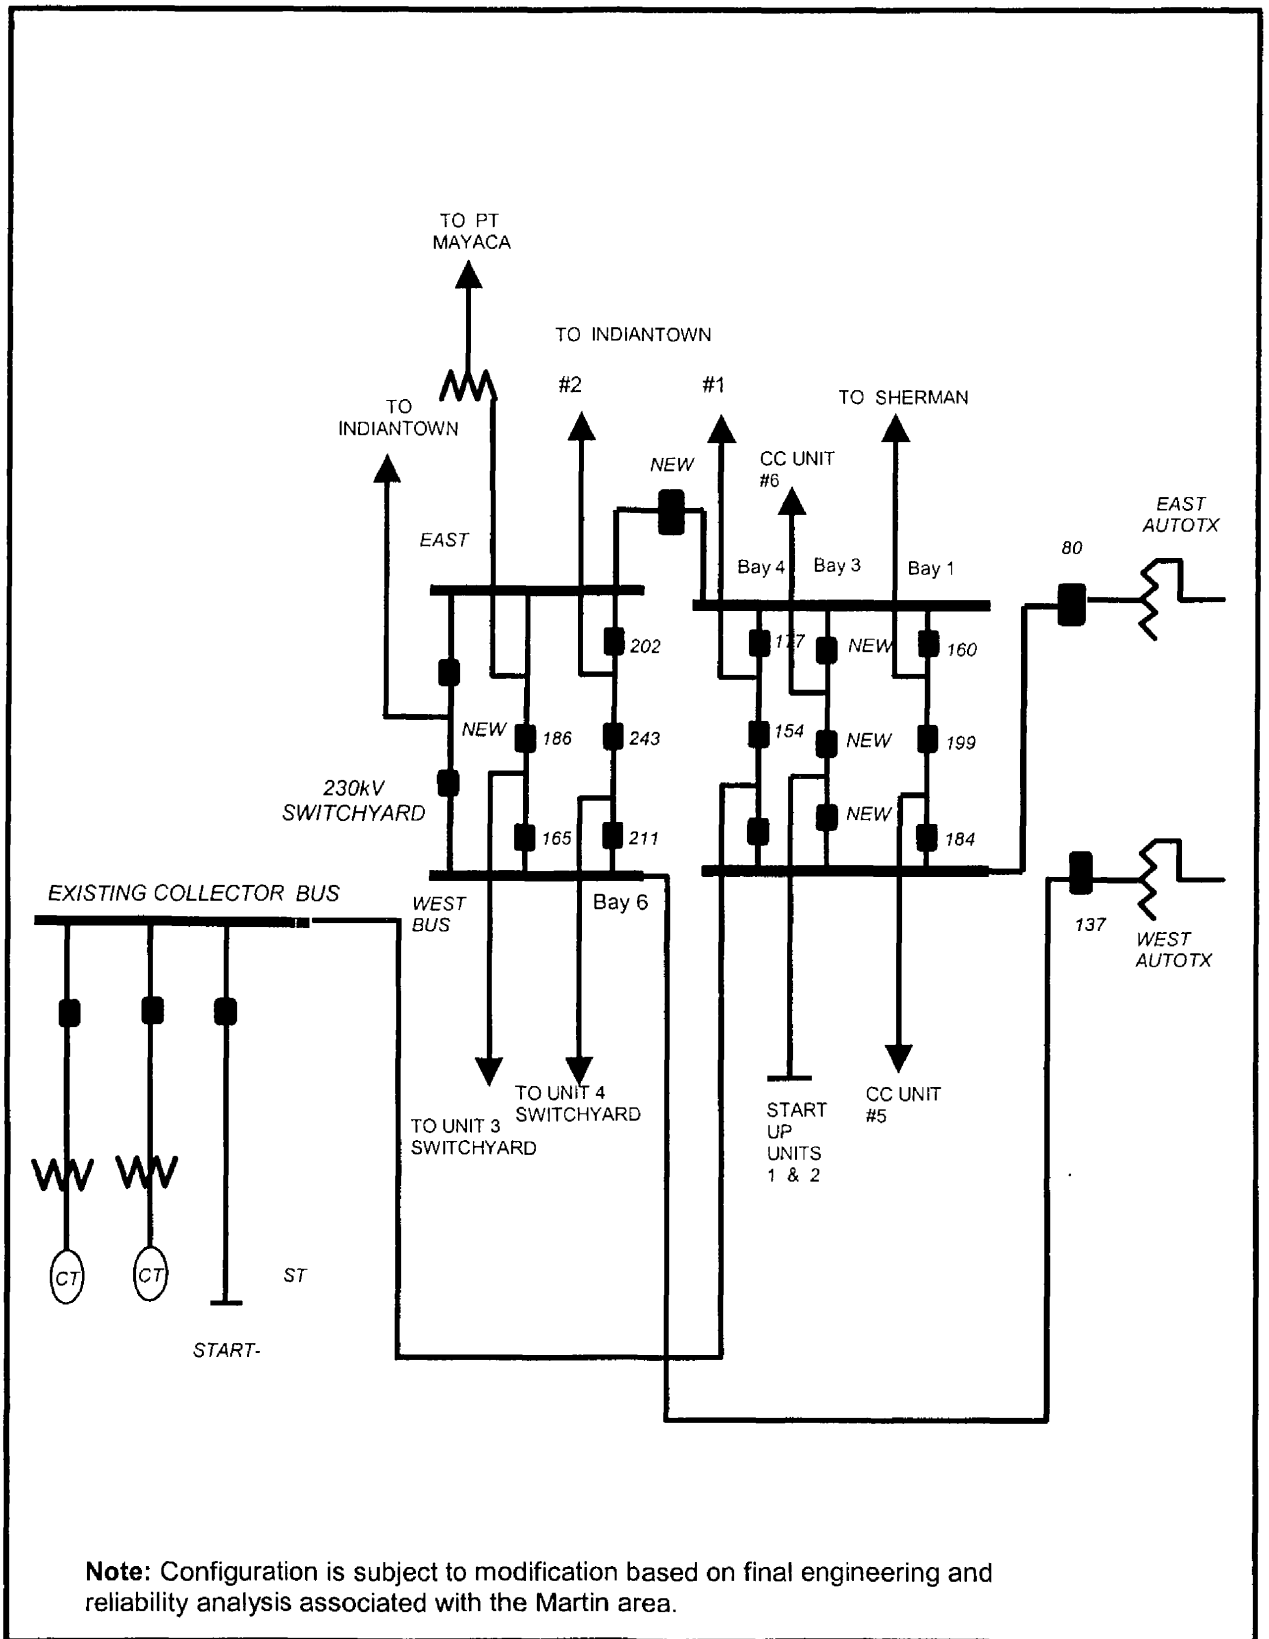 TO PT
MAYACA
TO INDIANTOWN
#2
#1
TO SHERMAN
TO
INDIANTOWN
NEW
CC UNIT
#6
EAST
AUTOTX
EAST
80
Bay 4
Bay 3
Bay 1
202
177
NEW
160
NEW
186
243
154
NEW
199
230kV
SWITCHYARD
165
211
NEW
184
EXISTING COLLECTOR BUS
WEST
BUS
Bay 6
137
WEST
AUTOTX
TO UNIT 3
SWITCHYARD
TO UNIT 4
SWITCHYARD
START
UP
UNITS
1 & 2
CC UNIT
#5
CT
CT
ST
START-
Note: Configuration is subject to modification based on final engineering and
reliability analysis associated with the Martin area.